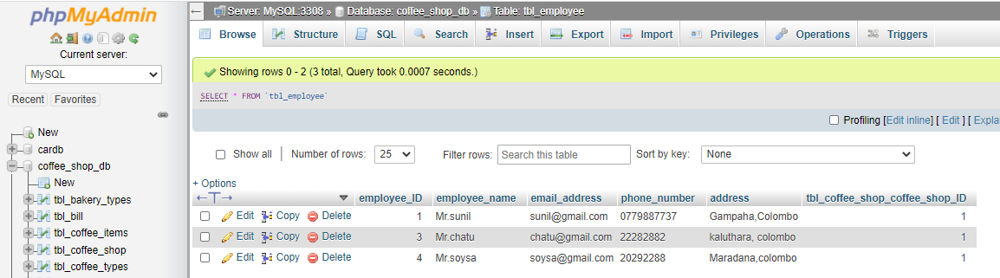 phpMyAdmin
Current server:
MySQL
Recent Favorites
New
cardb
coffee_shop_db
New
tbl_bakery_types
tbl_bill
tbl_coffee_items
tbl_coffee_shop
tbl_coffee_types
Server: MySQL:3308 » Database: coffee_shop_db » Table: tbl_employee
Browse Structure SQL Search Insert Export Import Privileges Operations Triggers
Showing rows 0 - 2 (3 total, Query took 0.0007 seconds.)
SELECT * FROM `tbl_employee`
Profiling [Edit inline] [ Edit ] [ Expla
Show all | Number of rows: 25 Filter rows: Search this table Sort by key: None
+ Options
←T→ employee_ID employee_name email_address phone_number address tbl_coffee_shop_coffee_shop_ID
Edit Copy Delete 1 Mr.sunil sunil@gmail.com 0779887737 Gampaha,Colombo 1
Edit Copy Delete 3 Mr.chatu chatu@gmail.com 22282882 kaluthara, colombo 1
Edit Copy Delete 4 Mr.soysa soysa@gmail.com 20292288 Maradana,colombo 1